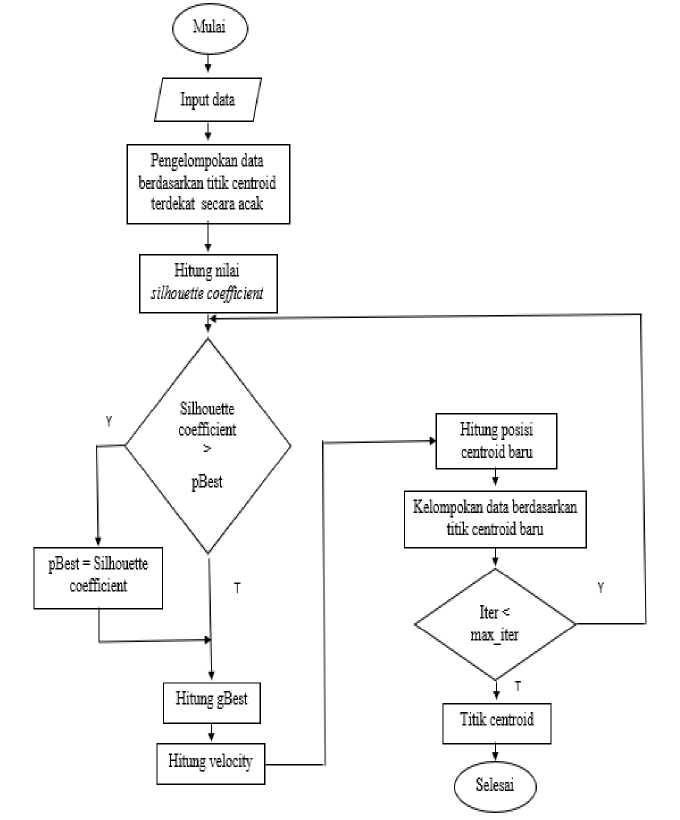 Mulai
Input data
Pengelompokan data
berdasarkan titik centroid
terdekat secara acak
Hitung nilai
silhouette coefficient
Silhouette
coefficient
>
pBest
Y
pBest = Silhouette
coefficient
T
Hitung gBest
Hitung velocity
Hitung posisi
centroid baru
Kelompokan data berdasarkan
titik centroid baru
Iter <
max_iter
Y
T
Titik centroid
Selesai